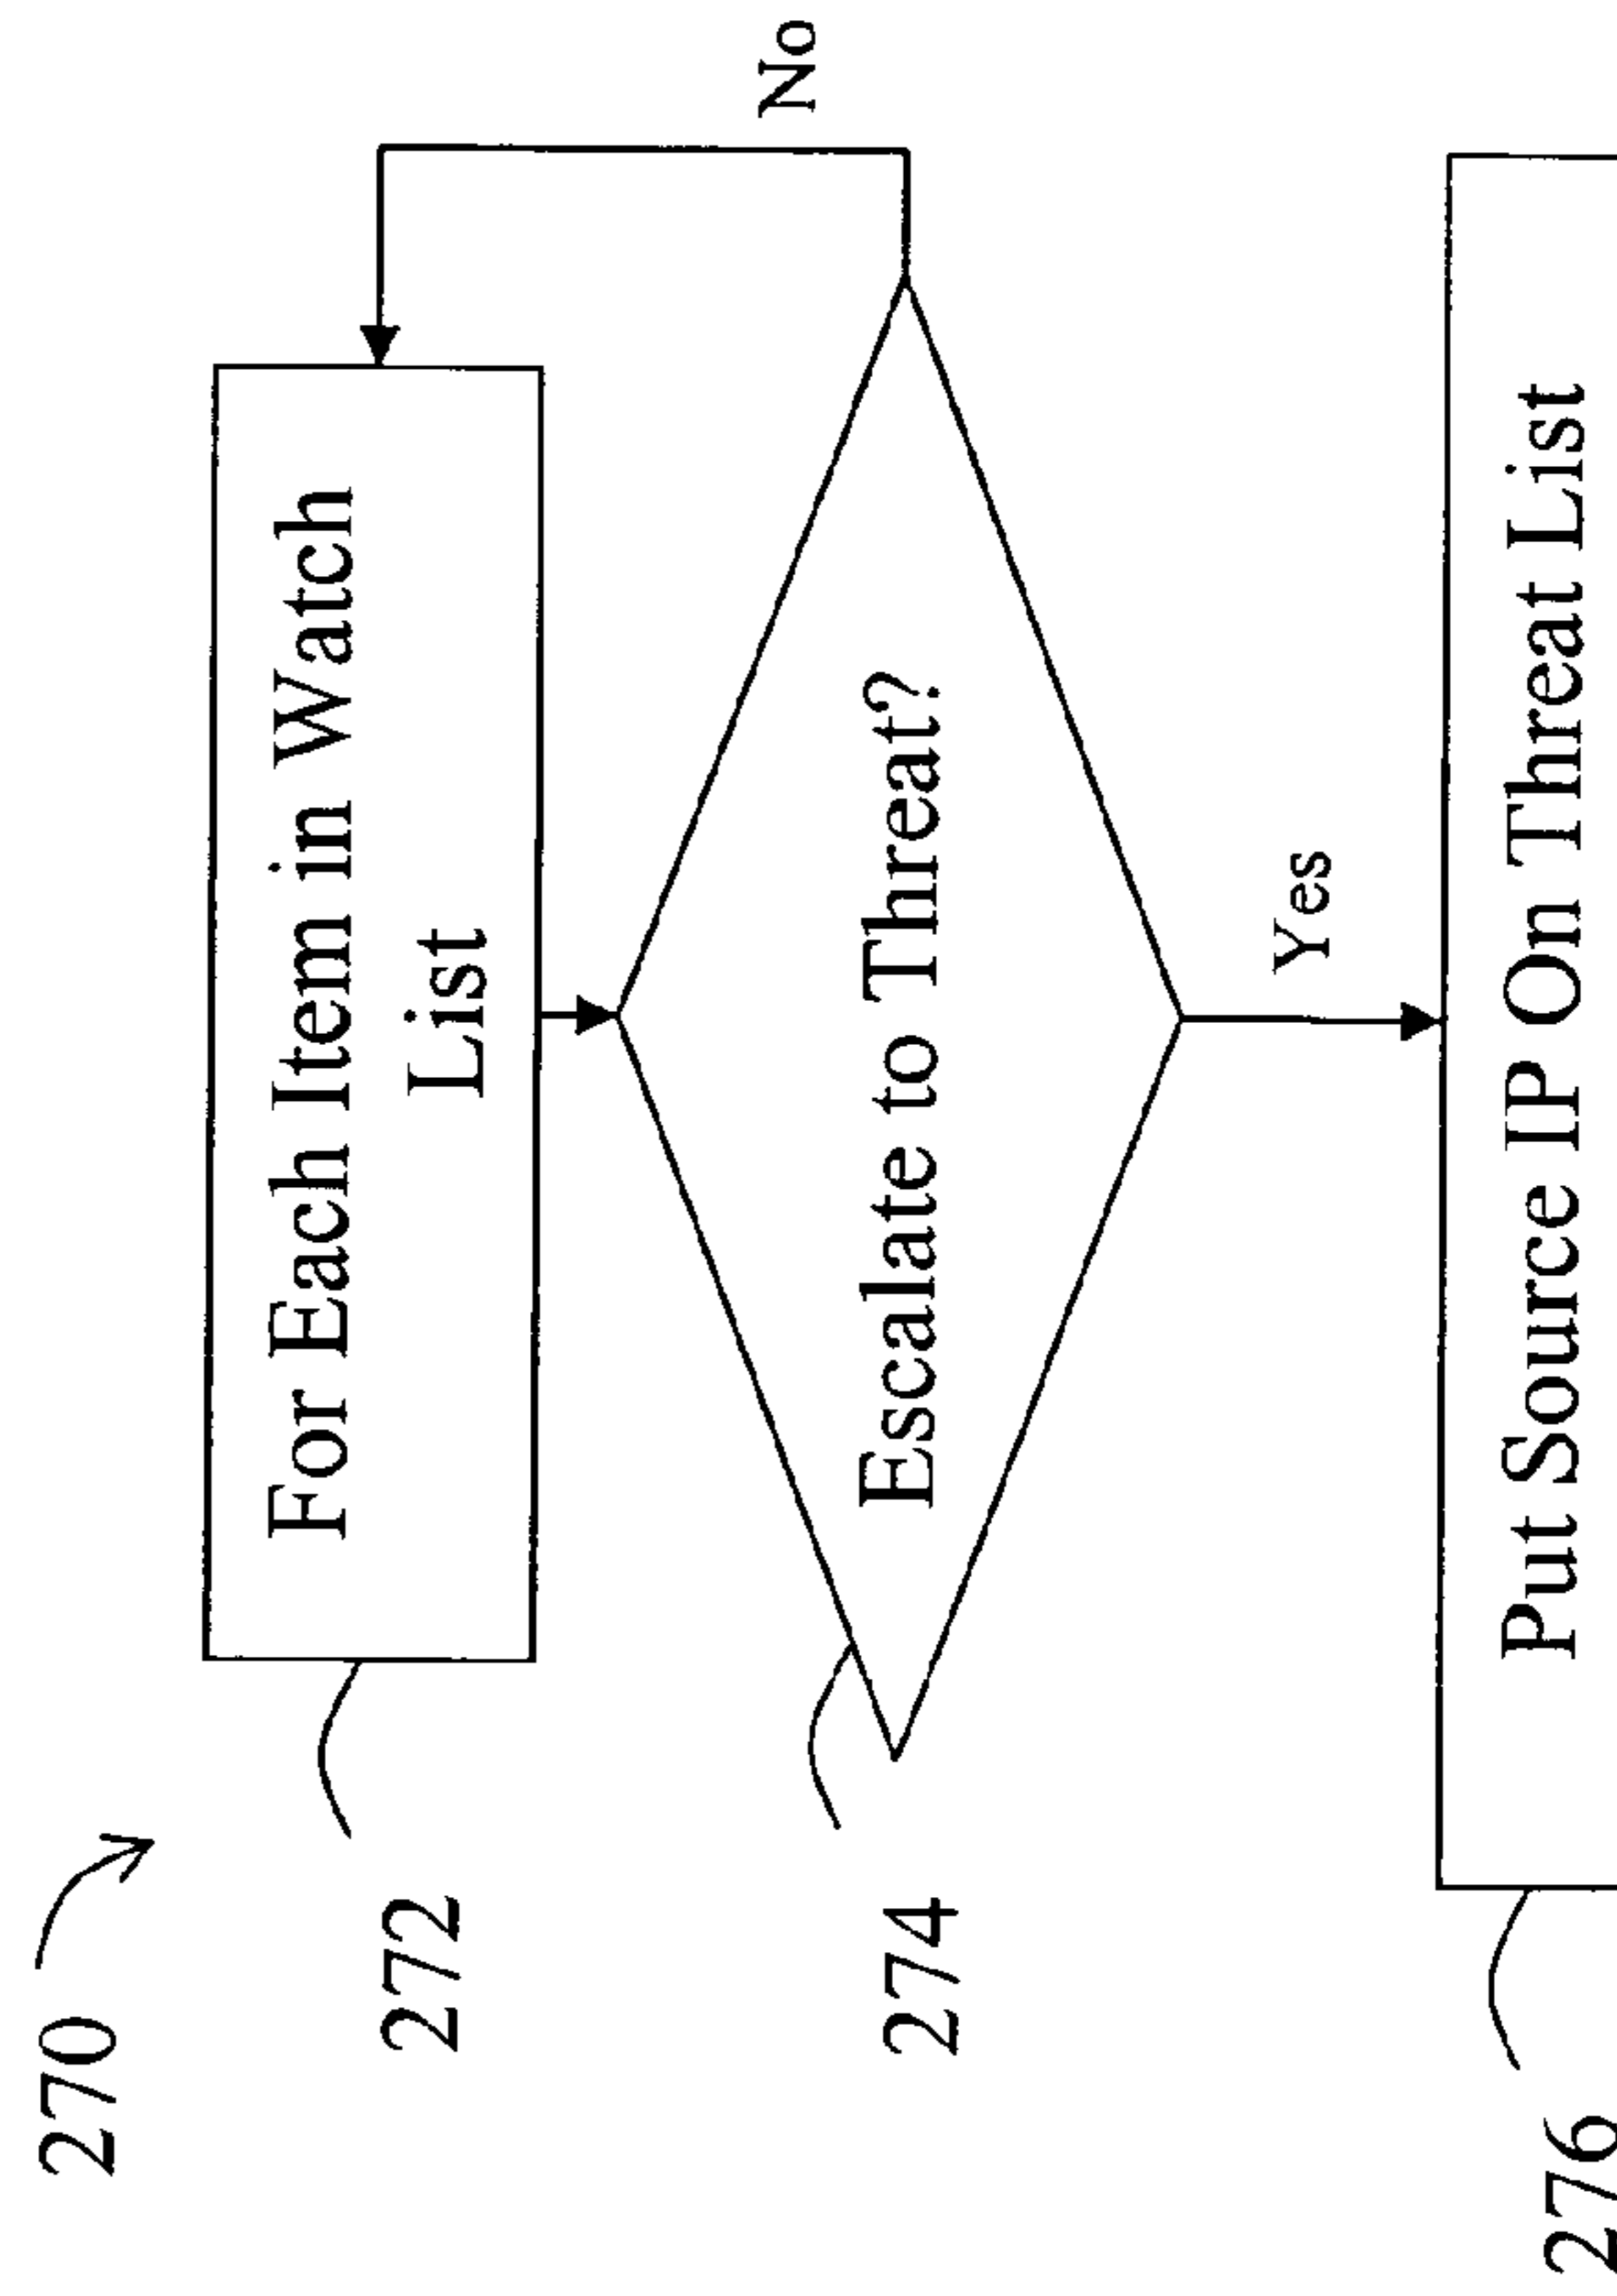 270
272
For Each Item in Watch
List
No
274
Escalate to Threat?
Yes
276
Put Source IP On Threat List